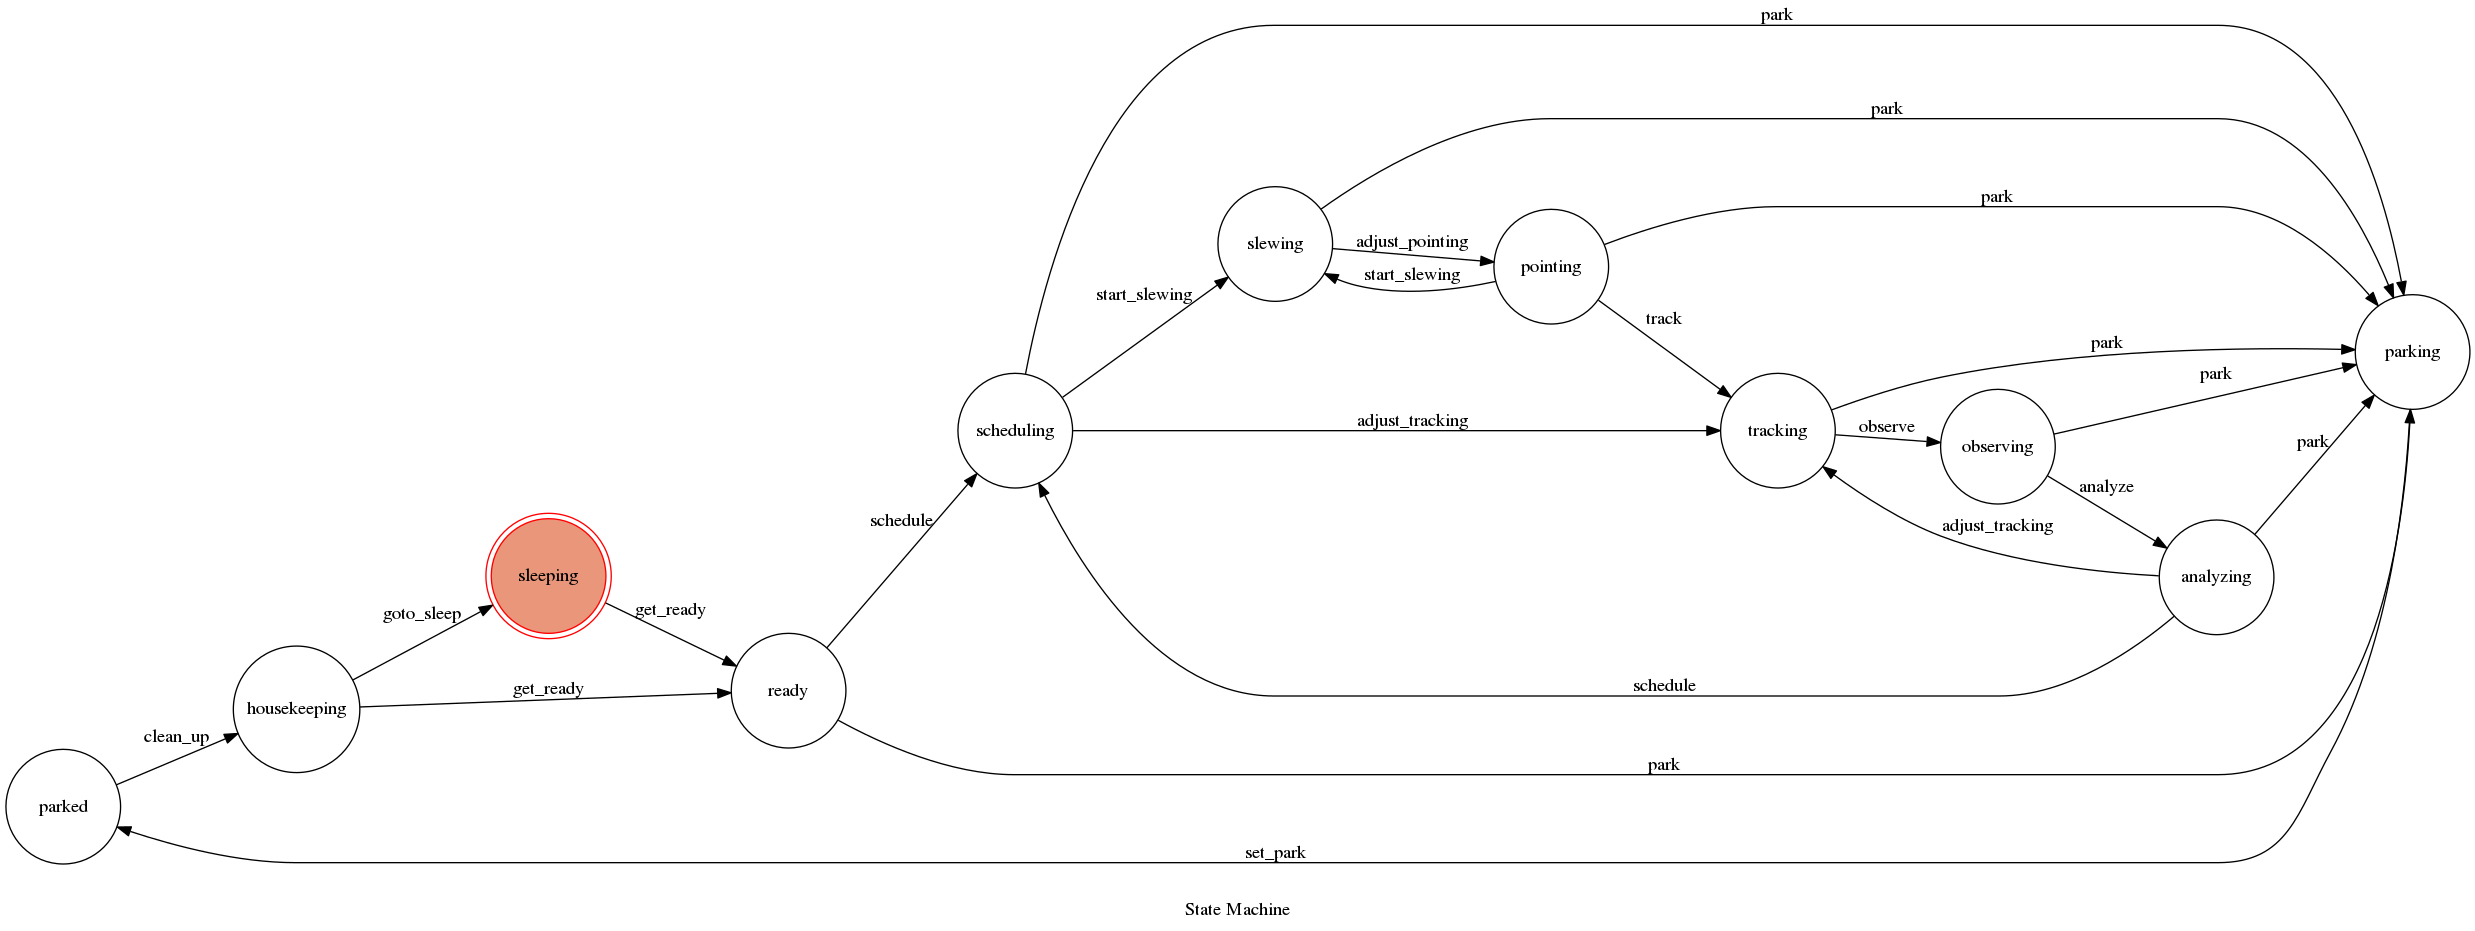 park
park
park
slewing
adjust_pointing
pointing
start_slewing
start_slewing
track
park
parking
park
scheduling
adjust_tracking
tracking
observe
observing
park
analyze
schedule
adjust_tracking
sleeping
analyzing
goto_sleep
get_ready
get_ready
ready
schedule
housekeeping
clean_up
park
parked
set_park
State Machine